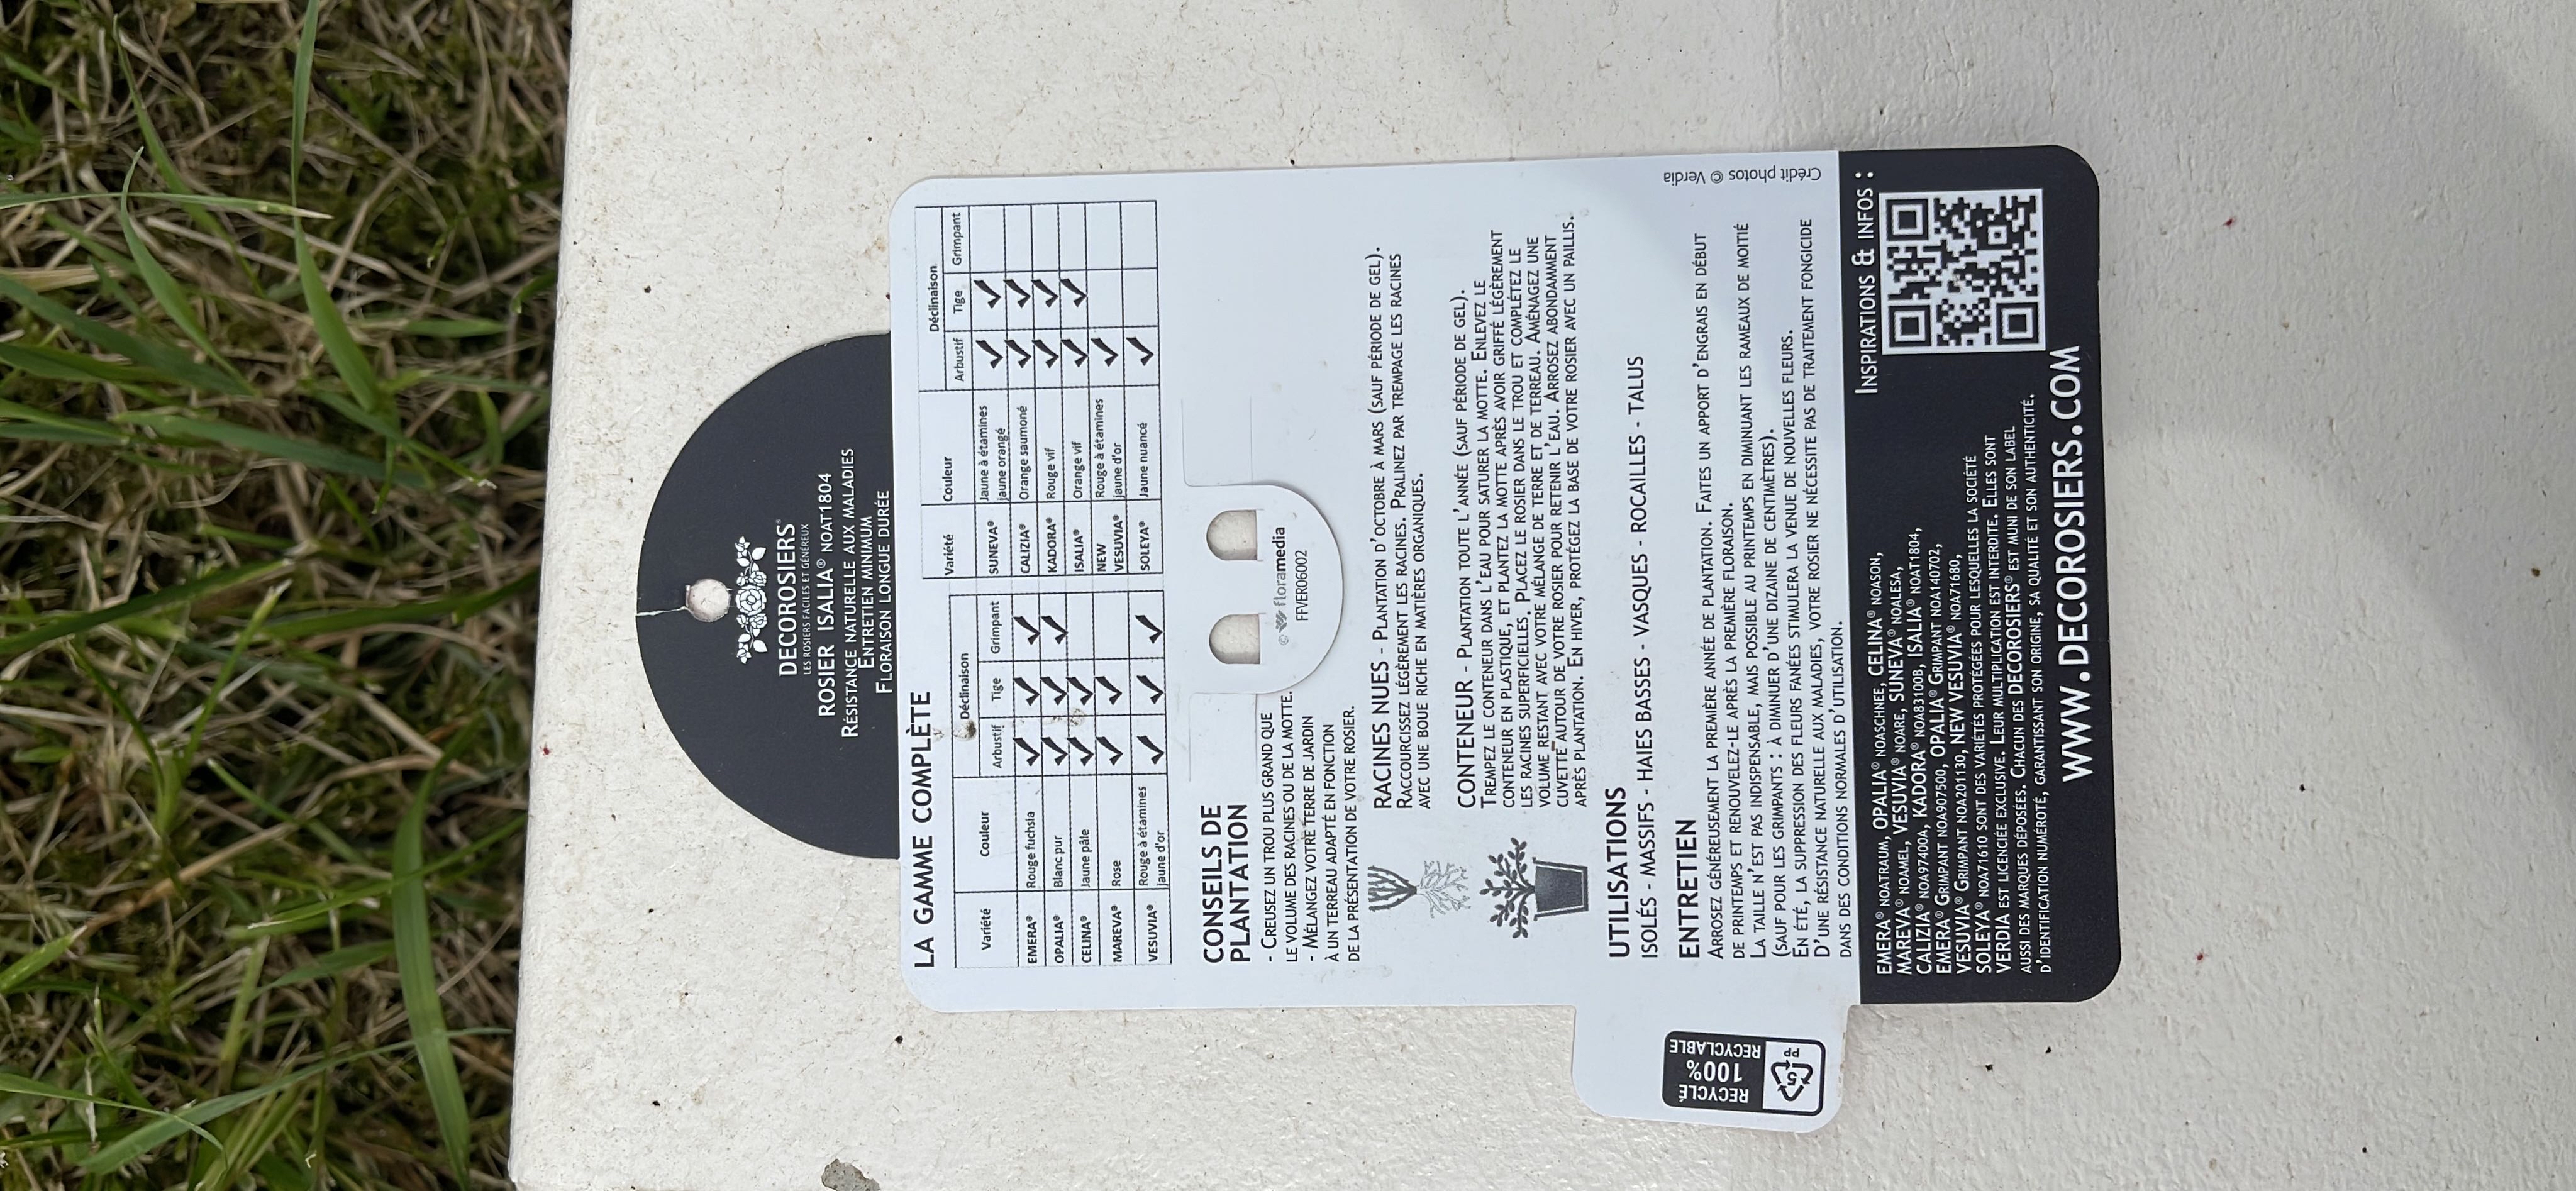 DECOROSIERS®
LES ROSIERS FACILES ET GÉNÉREUX
ROSIER ISALIA® NOAT1804
RÉSISTANCE NATURELLE AUX MALADIES
ENTRETIEN MINIMUM
FLORAISON LONGUE DURÉE
LA GAMME COMPLÈTE
Variété Couleur Déclinaison
Arbustif Tige Grimpant
EMERA® Rouge fuchsia ✓ ✓ ✓
OPALIA® Blanc pur ✓ ✓ ✓
CELINA® Jaune pâle ✓ ✓
MAREVA® Rose ✓ ✓
VESUVIA® Rouge à étamines
jaune d'or ✓ ✓ ✓
Variété Couleur Déclinaison
Arbustif Tige Grimpant
SUNEVA® Jaune à étamines
jaune orangé ✓ ✓
CALIZIA® Orange saumoné ✓ ✓
KADORA® Rouge vif ✓ ✓
ISALIA® Orange vif ✓ ✓
NEW
VESUVIA® Rouge à étamines
jaune d'or ✓
SOLEYA® Jaune nuancé ✓
CONSEILS DE
PLANTATION
- CREUSEZ UN TROU PLUS GRAND QUE
LE VOLUME DES RACINES OU DE LA MOTTE.
- MÉLANGEZ VOTRE TERRE DE JARDIN
À UN TERREAU ADAPTÉ EN FONCTION
DE LA PRÉSENTATION DE VOTRE ROSIER.
© floramedia
FFVER06002
RACINES NUES - PLANTATION D'OCTOBRE À MARS (SAUF PÉRIODE DE GEL).
RACCOURCISSEZ LÉGÈREMENT LES RACINES. PRALINEZ PAR TREMPAGE LES RACINES
AVEC UNE BOUE RICHE EN MATIÈRES ORGANIQUES.
CONTENEUR - PLANTATION TOUTE L'ANNÉE (SAUF PÉRIODE DE GEL).
TREMPEZ LE CONTENEUR DANS L'EAU POUR SATURER LA MOTTE. ENLEVEZ LE
CONTENEUR EN PLASTIQUE, ET PLANTEZ LA MOTTE APRÈS AVOIR GRIFFÉ LÉGÈREMENT
LES RACINES SUPERFICIELLES. PLACEZ LE ROSIER DANS LE TROU ET COMPLÉTEZ LE
VOLUME RESTANT AVEC VOTRE MÉLANGE DE TERRE ET DE TERREAU. AMÉNAGEZ UNE
CUVETTE AUTOUR DE VOTRE ROSIER POUR RETENIR L'EAU. ARROSEZ ABONDAMMENT
APRÈS PLANTATION. EN HIVER, PROTÉGEZ LA BASE DE VOTRE ROSIER AVEC UN PAILLIS.
UTILISATIONS
ISOLÉS - MASSIFS - HAIES BASSES - VASQUES - ROCAILLES - TALUS
ENTRETIEN
ARROSEZ GÉNÉREUSEMENT LA PREMIÈRE ANNÉE DE PLANTATION. FAITES UN APPORT D'ENGRAIS EN DÉBUT
DE PRINTEMPS ET RENOUVELEZ-LE APRÈS LA PREMIÈRE FLORAISON.
LA TAILLE N'EST PAS INDISPENSABLE, MAIS POSSIBLE AU PRINTEMPS EN DIMINUANT LES RAMEAUX DE MOITIÉ
(SAUF POUR LES GRIMPANTS : À DIMINUER D'UNE DIZAINE DE CENTIMÈTRES).
EN ÉTÉ, LA SUPPRESSION DES FLEURS FANÉES STIMULERA LA VENUE DE NOUVELLES FLEURS.
D'UNE RÉSISTANCE NATURELLE AUX MALADIES, VOTRE ROSIER NE NÉCESSITE PAS DE TRAITEMENT FONGICIDE
DANS DES CONDITIONS NORMALES D'UTILISATION.
Crédit photos © Verdia
RECYCLÉ
100%
RECYCLABLE
5
PP
EMERA® NOATRAUM, OPALIA® NOASCHNEE, CELINA® NOASON,
MAREVA® NOAMEL, VESUVIA® NOARE, SUNEVA® NOALESA,
CALIZIA® NOA97400A, KADORA® NOA83100B, ISALIA® NOAT1804,
EMERA® GRIMPANT NOA907500, OPALIA® GRIMPANT NOA140702,
VESUVIA® GRIMPANT NOA201130, NEW VESUVIA® NOA71680,
SOLEYA® NOA71610 SONT DES VARIÉTÉS PROTÉGÉES POUR LESQUELLES LA SOCIÉTÉ
VERDIA EST LICENCIÉE EXCLUSIVE. LEUR MULTIPLICATION EST INTERDITE. ELLES SONT
AUSSI DES MARQUES DÉPOSÉES. CHACUN DES DECOROSIERS® EST MUNI DE SON LABEL
D'IDENTIFICATION NUMÉROTÉ, GARANTISSANT SON ORIGINE, SA QUALITÉ ET SON AUTHENTICITÉ.
INSPIRATIONS & INFOS :
WWW.DECOROSIERS.COM